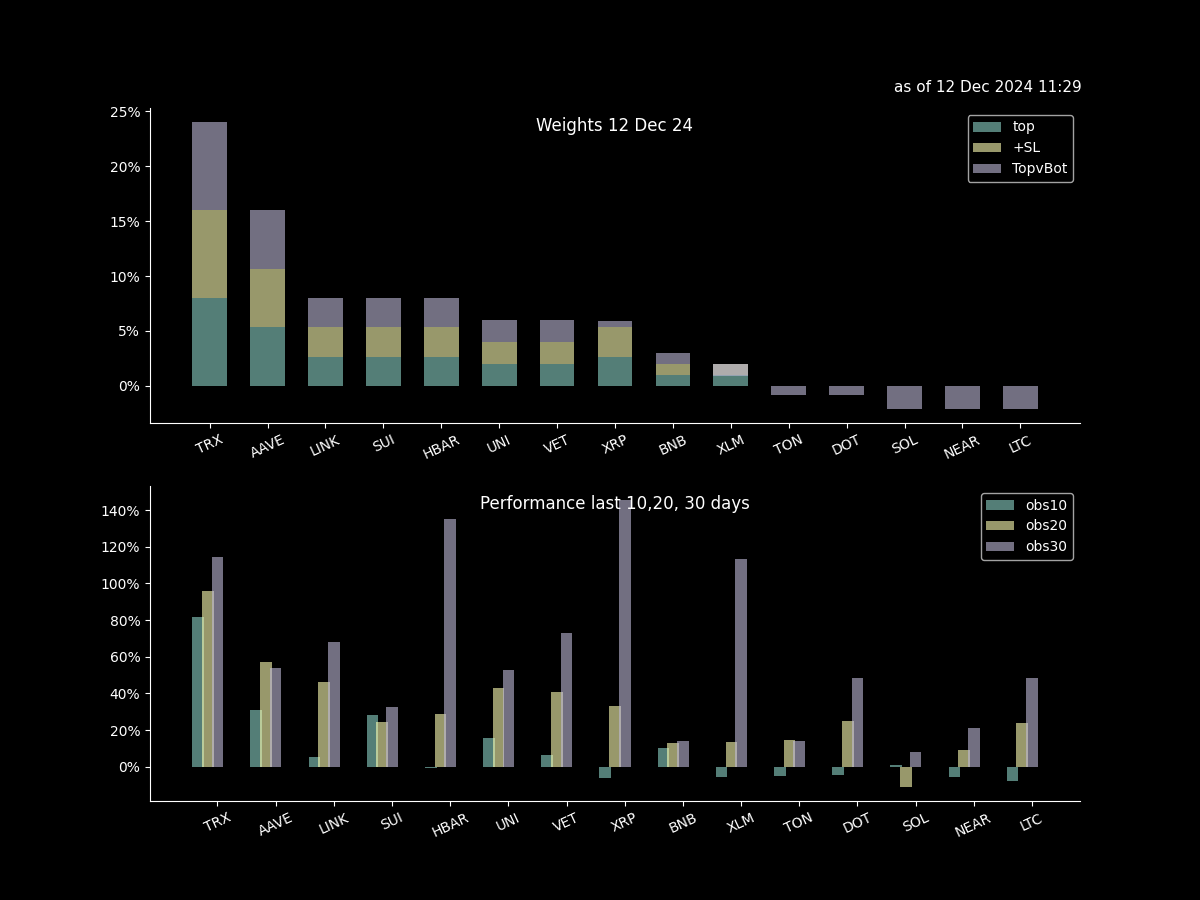 as of 12 Dec 2024 11:29
Weights 12 Dec 24
top
+SL
TopvBot
25%
20%
15%
10%
5%
0%
TRX AAVE LINK SUI HBAR UNI VET XRP BNB XLM TON DOT SOL NEAR LTC
Performance last 10,20, 30 days
obs10
obs20
obs30
140%
120%
100%
80%
60%
40%
20%
0%
TRX AAVE LINK SUI HBAR UNI VET XRP BNB XLM TON DOT SOL NEAR LTC